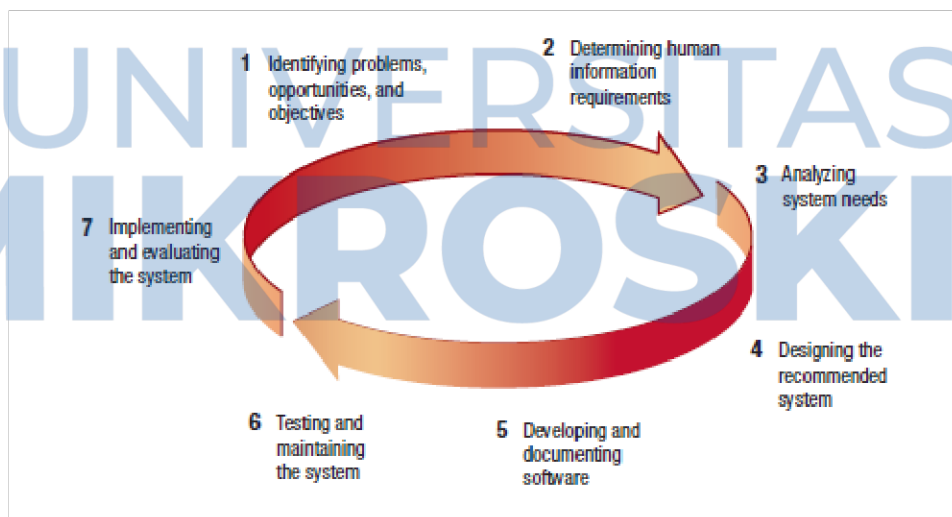 UNIVERSITAS
MIKROSKI
1 Identifying problems,
opportunities, and
objectives
2 Determining human
information
requirements
3 Analyzing
system needs
4 Designing the
recommended
system
5 Developing and
documenting
software
6 Testing and
maintaining
the system
7 Implementing
and evaluating
the system